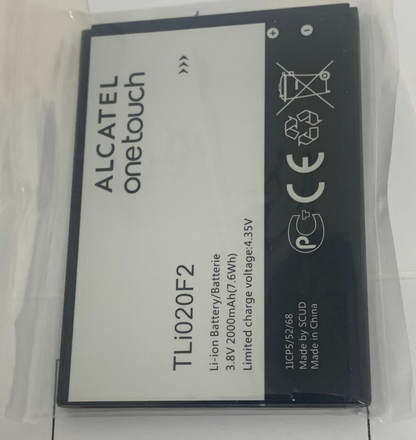 ALCATEL
onetouch
TLi020F2
Li-ion Battery/Batterie
3.8V 2000mAh(7.6Wh)
Limited charge voltage:4.35V
1ICP5/52/68
Made by SCUD
Made in China